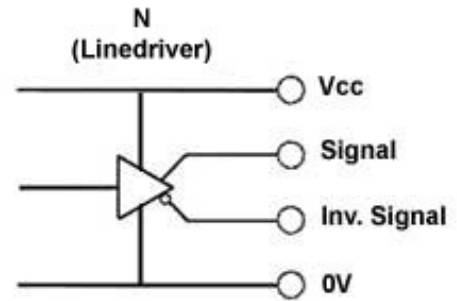 N
(Linedriver)
Vcc
Signal
Inv. Signal
0V